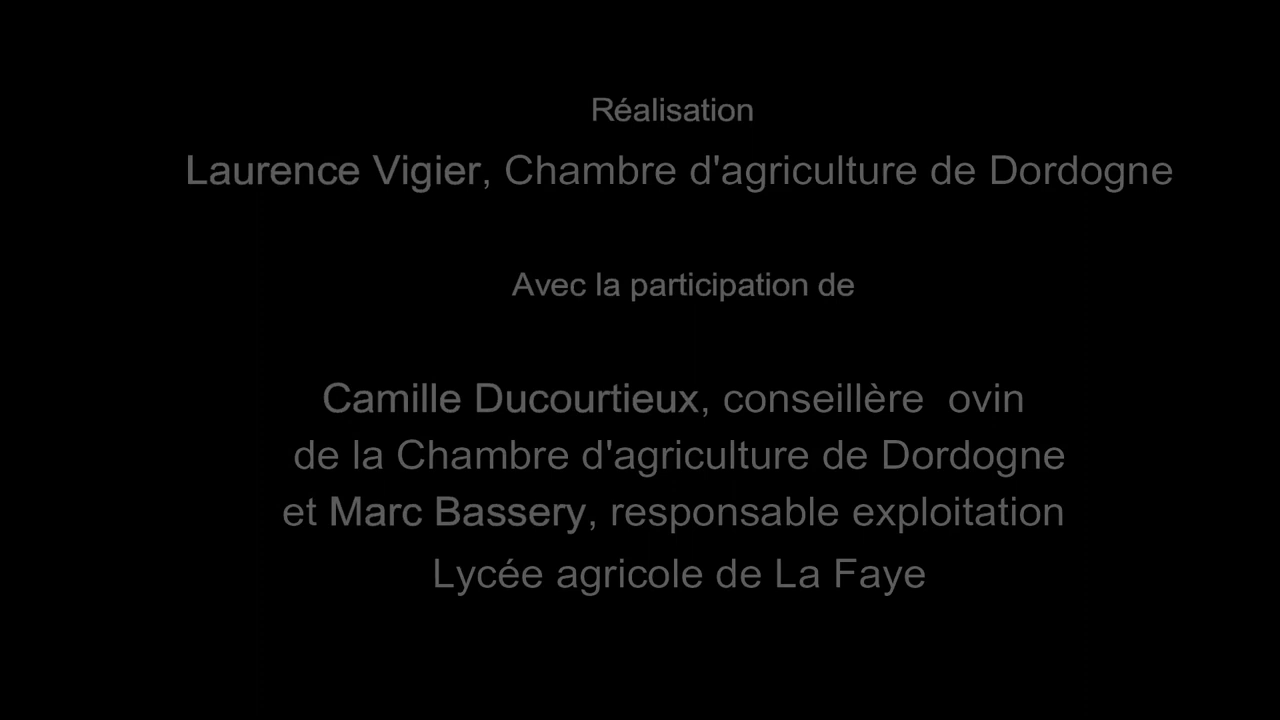 Réalisation
Laurence Vigier, Chambre d'agriculture de Dordogne
Avec la participation de
Camille Ducourtieux, conseillère  ovin
de la Chambre d'agriculture de Dordogne
et Marc Bassery, responsable exploitation
Lycée agricole de La Faye